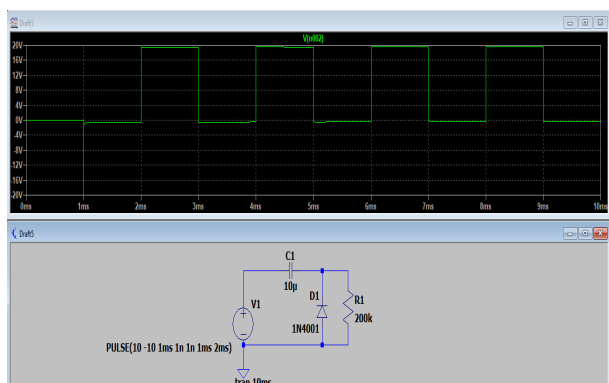 Draft5
V(n002)
20V
16V
12V
8V
4V
0V
-4V
-8V
-12V
-16V
-20V
0ms 1ms 2ms 3ms 4ms 5ms 6ms 7ms 8ms 9ms 10ms
Draft5
C1
10µ
V1
D1
R1
1N4001
200k
PULSE(10 -10 1ms 1n 1n 1ms 2ms)
.tran 10ms